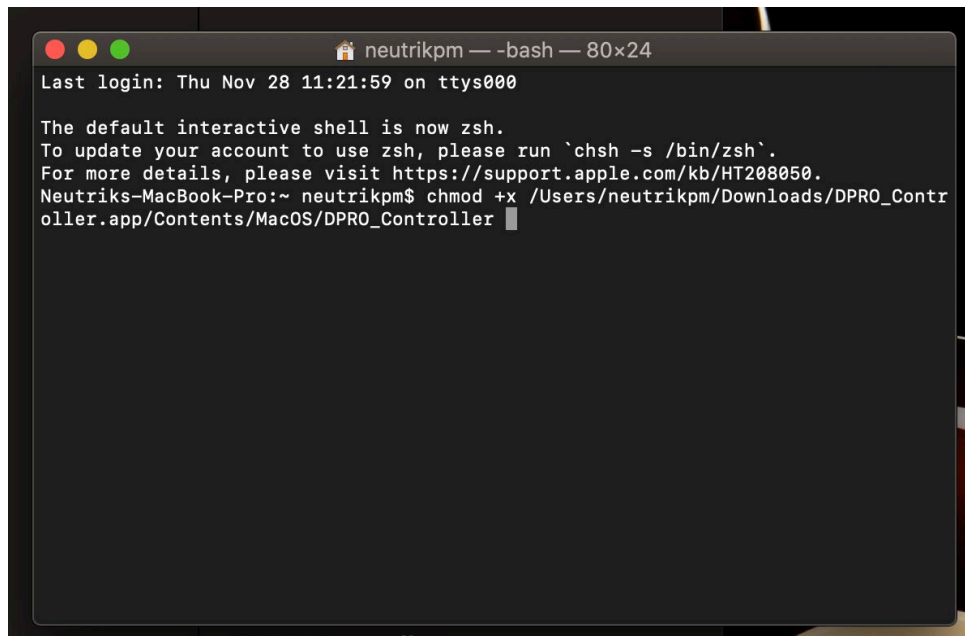 neutrikpm — -bash — 80×24
Last login: Thu Nov 28 11:21:59 on ttys000
The default interactive shell is now zsh.
To update your account to use zsh, please run `chsh -s /bin/zsh`.
For more details, please visit https://support.apple.com/kb/HT208050.
Neutriks-MacBook-Pro:~ neutrikpm$ chmod +x /Users/neutrikpm/Downloads/DPRO_Contr
oller.app/Contents/MacOS/DPRO_Controller